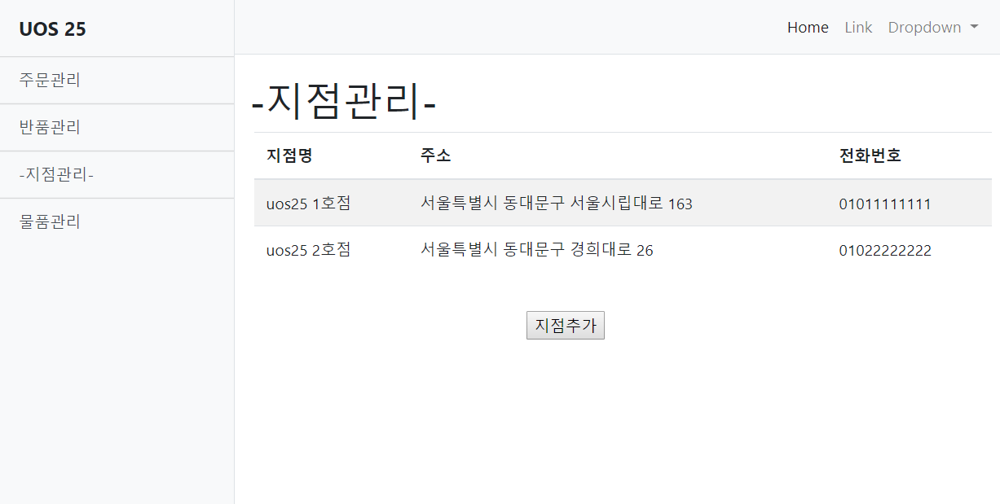 UOS 25
Home Link Dropdown
주문관리
반품관리
-지점관리-
물품관리
-지점관리-
지점명 주소 전화번호
uos25 1호점 서울특별시 동대문구 서울시립대로 163 01011111111
uos25 2호점 서울특별시 동대문구 경희대로 26 01022222222
지점추가